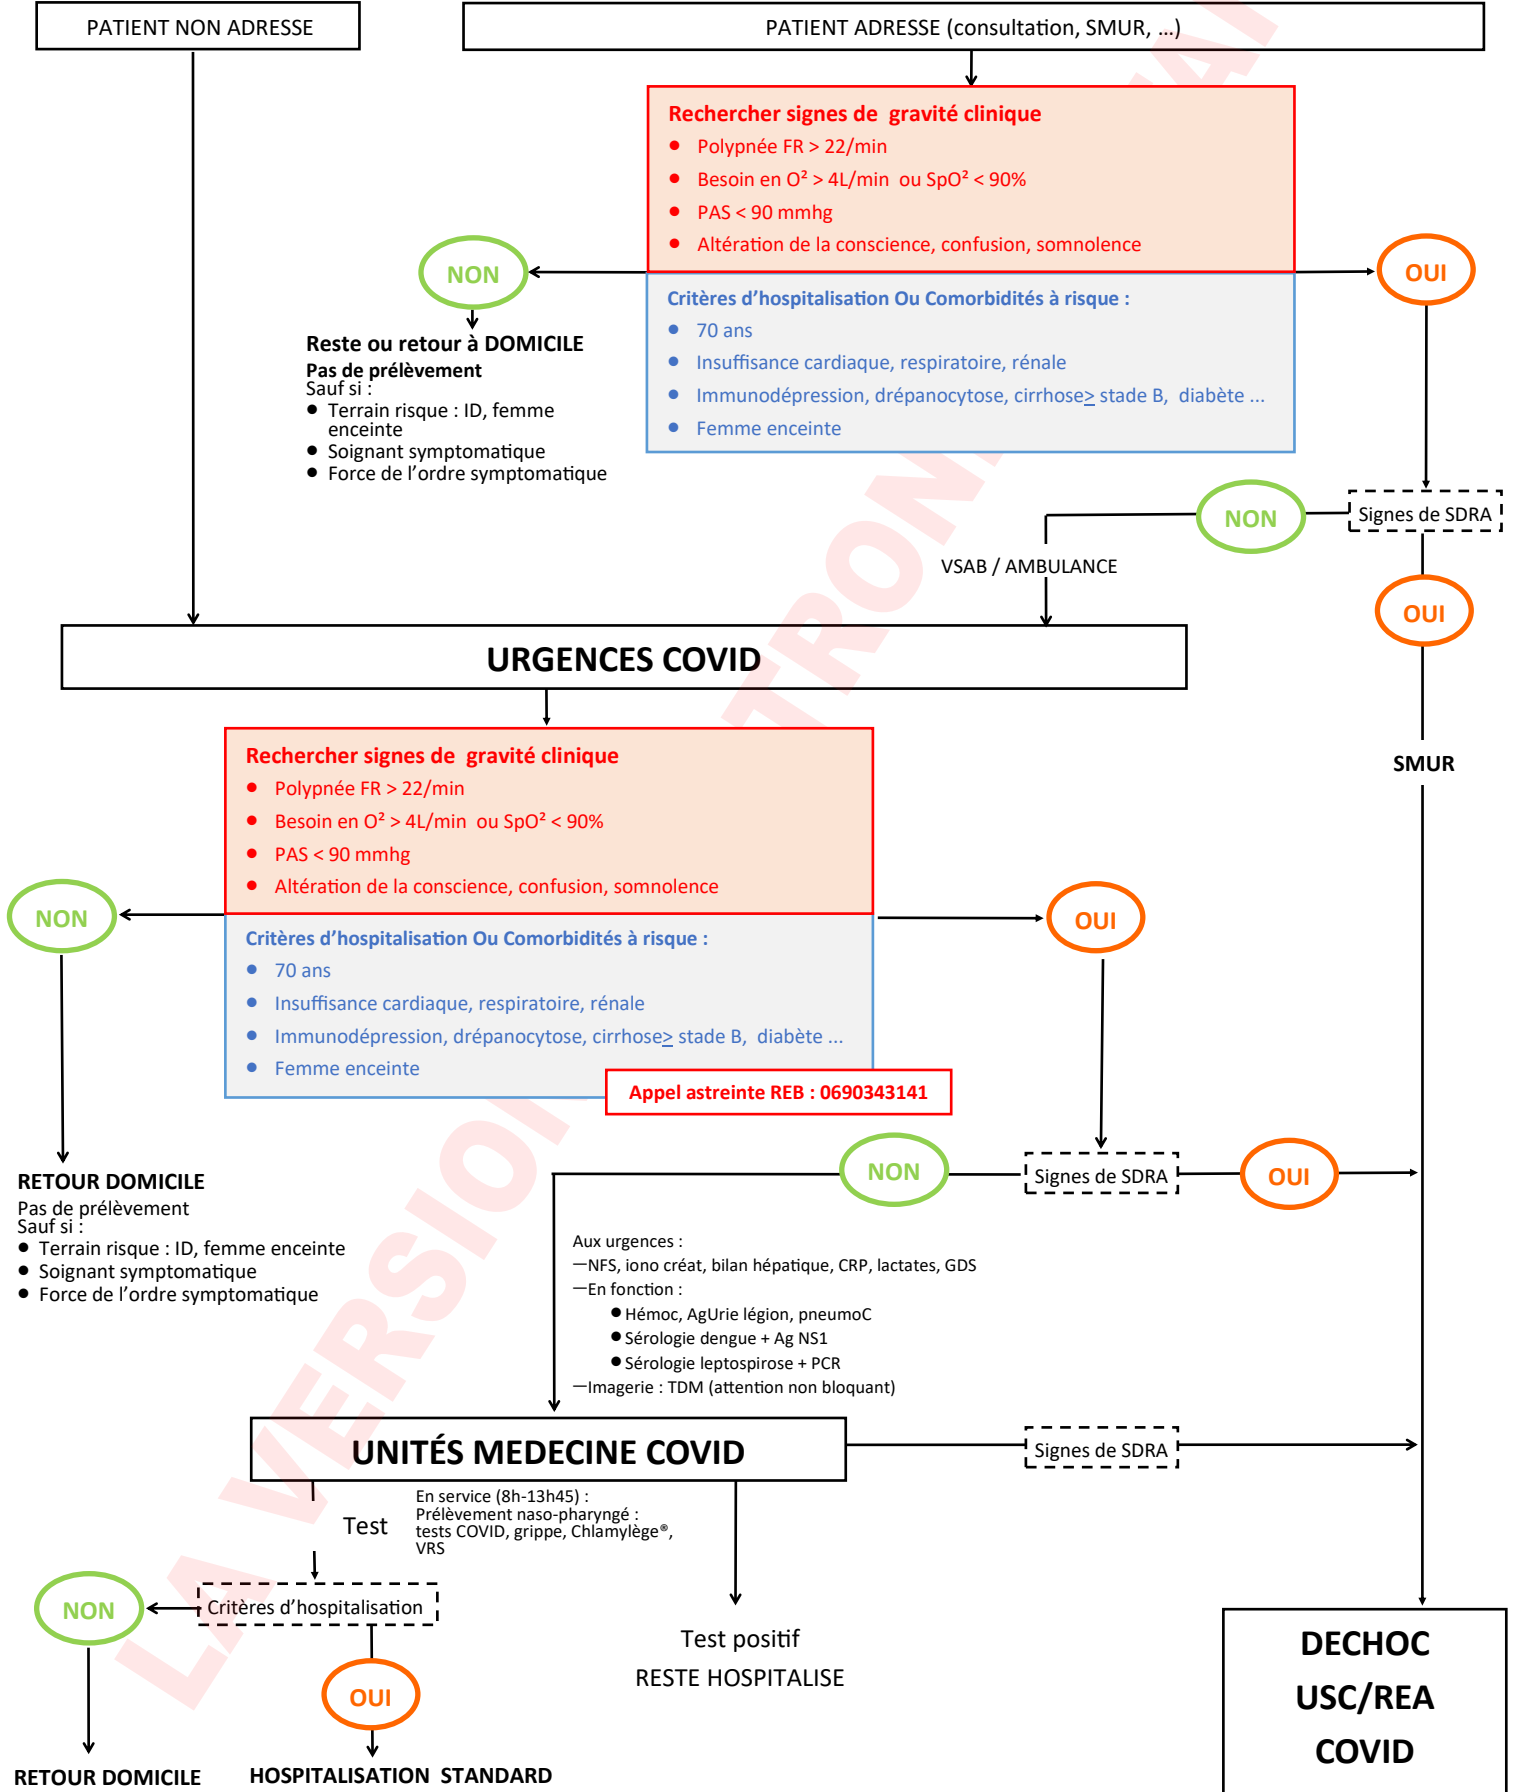 PATIENT NON ADRESSE
PATIENT ADRESSE (consultation, SMUR, ...)
Rechercher signes de gravité clinique
● Polypnée FR > 22/min
● Besoin en O² > 4L/min ou SpO² < 90%
● PAS < 90 mmhg
● Altération de la conscience, confusion, somnolence
NON
OUI
Critères d’hospitalisation Ou Comorbidités à risque :
● 70 ans
● Insuffisance cardiaque, respiratoire, rénale
● Immunodépression, drépanocytose, cirrhose≥ stade B, diabète ...
● Femme enceinte
Reste ou retour à DOMICILE
Pas de prélèvement
Sauf si :
● Terrain risque : ID, femme
enceinte
● Soignant symptomatique
● Force de l’ordre symptomatique
NON
Signes de SDRA
VSAB / AMBULANCE
OUI
URGENCES COVID
Rechercher signes de gravité clinique
● Polypnée FR > 22/min
● Besoin en O² > 4L/min ou SpO² < 90%
● PAS < 90 mmhg
● Altération de la conscience, confusion, somnolence
SMUR
NON
OUI
Critères d’hospitalisation Ou Comorbidités à risque :
● 70 ans
● Insuffisance cardiaque, respiratoire, rénale
● Immunodépression, drépanocytose, cirrhose≥ stade B, diabète ...
● Femme enceinte
Appel astreinte REB : 0690343141
NON
Signes de SDRA
OUI
RETOUR DOMICILE
Pas de prélèvement
Sauf si :
● Terrain risque : ID, femme enceinte
● Soignant symptomatique
● Force de l’ordre symptomatique
Aux urgences :
—NFS, iono créat, bilan hépatique, CRP, lactates, GDS
—En fonction :
● Hémoc, AgUrie légion, pneumoC
● Sérologie dengue + Ag NS1
● Sérologie leptospirose + PCR
—Imagerie : TDM (attention non bloquant)
UNITÉS MEDECINE COVID
Signes de SDRA
Test
En service (8h-13h45) :
Prélèvement naso-pharyngé :
tests COVID, grippe, Chlamylège®,
VRS
NON
Critères d’hospitalisation
Test positif
RESTE HOSPITALISE
OUI
DECHOC
USC/REA
COVID
RETOUR DOMICILE
HOSPITALISATION STANDARD